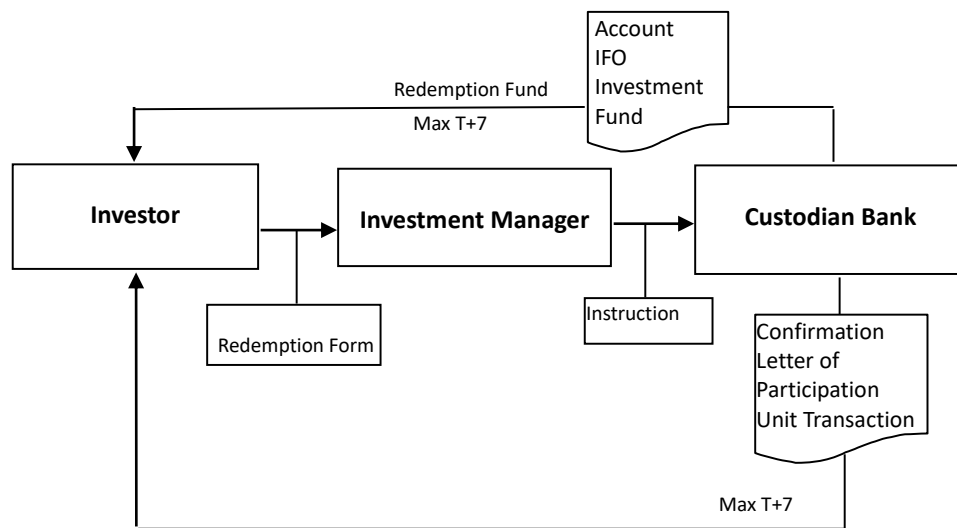 Account
IFO
Investment
Fund
Redemption Fund
Max T+7
Investor
Investment Manager
Custodian Bank
Redemption Form
Instruction
Confirmation
Letter of
Participation
Unit Transaction
Max T+7